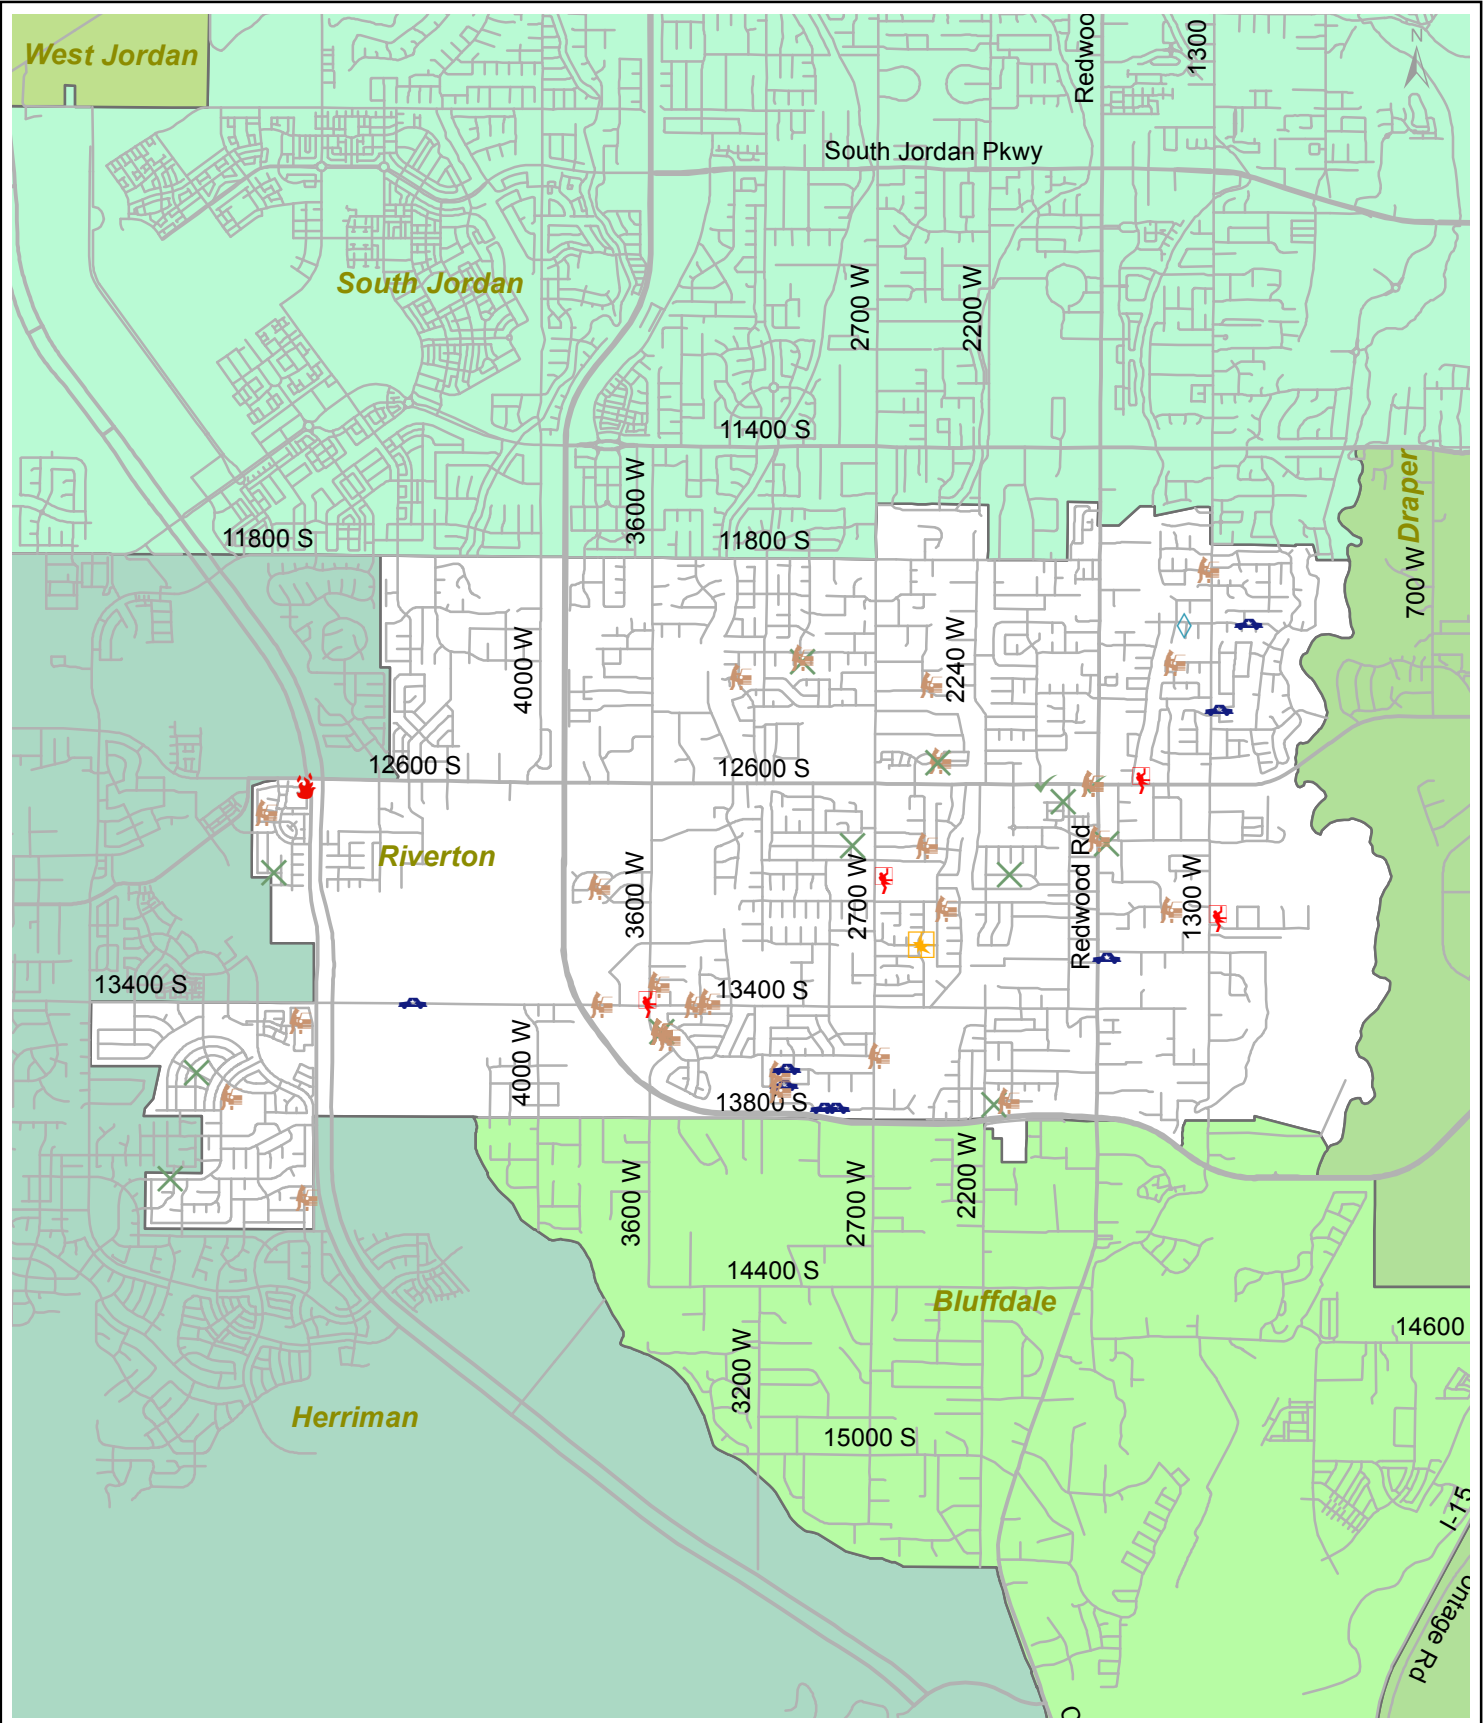 West Jordan
Redwoo
1300
N
South Jordan Pkwy
South Jordan
2700 W
2200 W
11400 S
Draper
3600 W
11800 S
11800 S
700 W
4000 W
2240 W
12600 S
12600 S
Riverton
3600 W
2700 W
Redwood Rd
1300 W
13400 S
13400 S
4000 W
13800 S
3600 W
2700 W
2200 W
14400 S
Bluffdale
14600
3200 W
Herriman
15000 S
I-15
ontage Rd